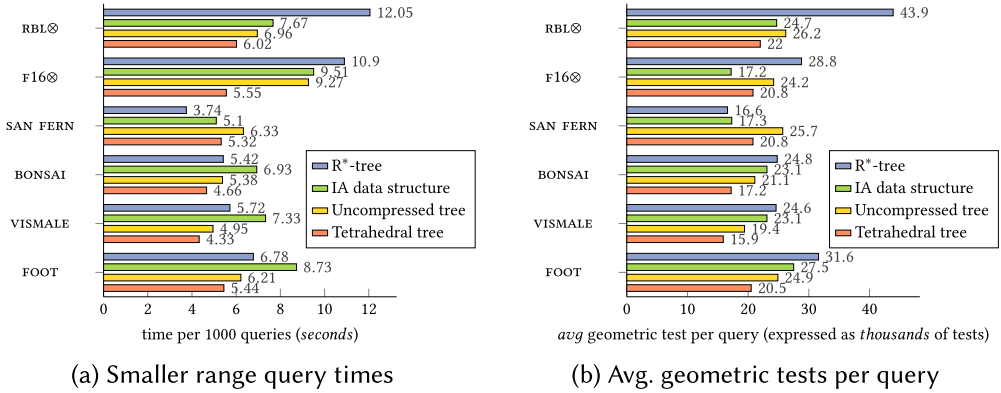 RBL⊗
12.05
7.67
6.96
6.02
F16⊗
10.9
9.51
9.27
5.55
SAN FERN
3.74
5.1
6.33
5.32
BONSAI
5.42
6.93
5.38
4.66
VISMALE
5.72
7.33
4.95
4.33
FOOT
6.78
8.73
6.21
5.44
R*-tree
IA data structure
Uncompressed tree
Tetrahedral tree
0 2 4 6 8 10 12
time per 1000 queries (seconds)
(a) Smaller range query times
RBL⊗
43.9
24.7
26.2
22
F16⊗
28.8
17.2
24.2
20.8
SAN FERN
16.6
17.3
25.7
20.8
BONSAI
24.8
23.1
21.1
17.2
VISMALE
24.6
23.1
19.4
15.9
FOOT
31.6
27.5
24.9
20.5
R*-tree
IA data structure
Uncompressed tree
Tetrahedral tree
0 10 20 30 40
avg geometric test per query (expressed as thousands of tests)
(b) Avg. geometric tests per query